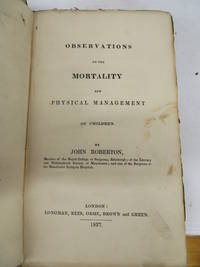 OBSERVATIONS
ON THE
MORTALITY
AND
PHYSICAL MANAGEMENT
OF CHILDREN.
BY
JOHN ROBERTON,
Member of the Royal College of Surgeons, Edinburgh; of the Literary
and Philosophical Society of Manchester; and one of the Surgeons to
the Manchester Lying-in Hospital.
LONDON:
LONGMAN, REES, ORME, BROWN AND GREEN.
1827.